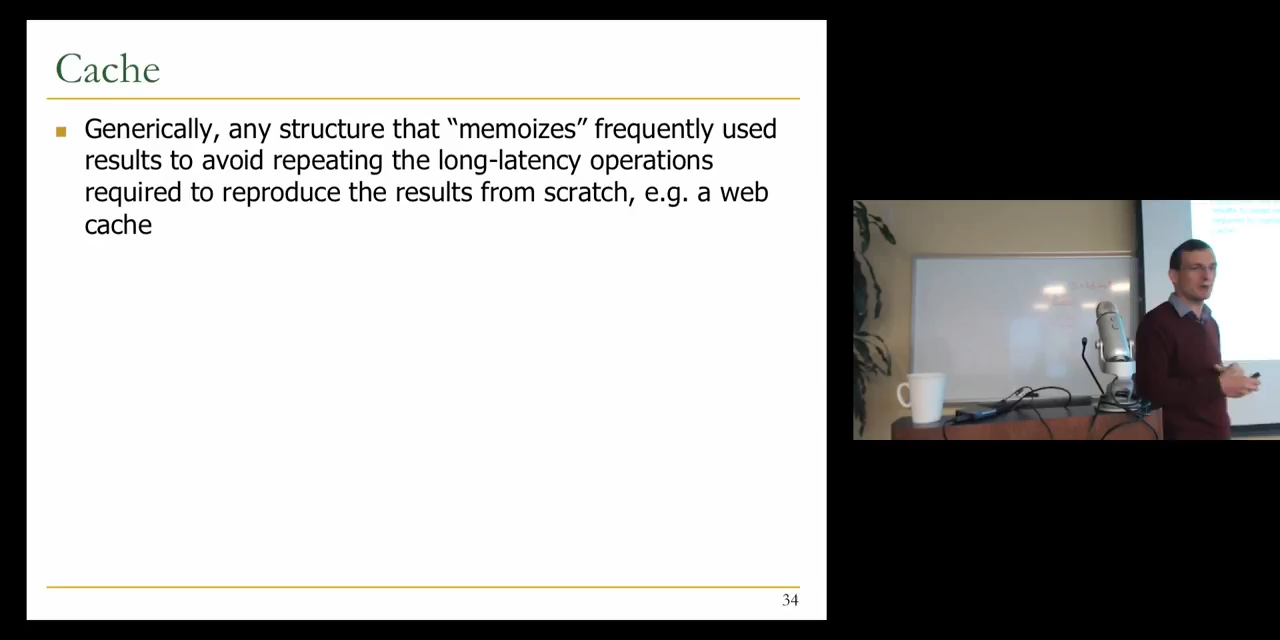 Cache
Generically, any structure that “memoizes” frequently used
results to avoid repeating the long-latency operations
required to reproduce the results from scratch, e.g. a web
cache
34